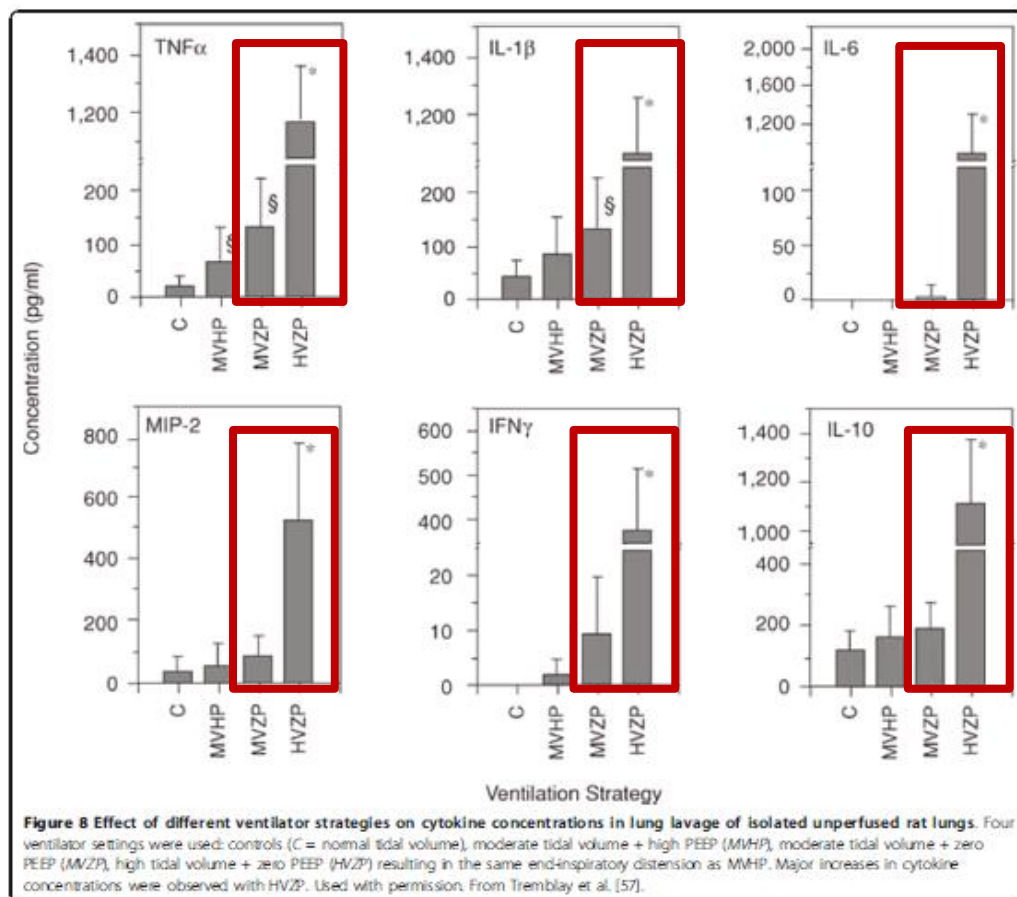 TNFα
1,400
1,200
200
100
0
C
MVHP
MVZP
HVZP
§
§
*
IL-1β
1,400
1,200
200
100
0
C
MVHP
MVZP
HVZP
§
*
IL-6
2,000
1,600
1,200
100
50
0
C
MVHP
MVZP
HVZP
*
Concentration (pg/ml)
MIP-2
800
600
400
200
0
C
MVHP
MVZP
HVZP
*
IFNγ
600
500
400
20
10
0
C
MVHP
MVZP
HVZP
*
IL-10
1,400
1,200
1,000
400
200
0
C
MVHP
MVZP
HVZP
*
Ventilation Strategy
Figure 8 Effect of different ventilator strategies on cytokine concentrations in lung lavage of isolated unperfused rat lungs. Four
ventilator settings were used: controls (C = normal tidal volume), moderate tidal volume + high PEEP (MVHP), moderate tidal volume + zero
PEEP (MVZP), high tidal volume + zero PEEP (HVZP) resulting in the same end-inspiratory distension as MVHP. Major increases in cytokine
concentrations were observed with HVZP. Used with permission. From Tremblay et al. [57].